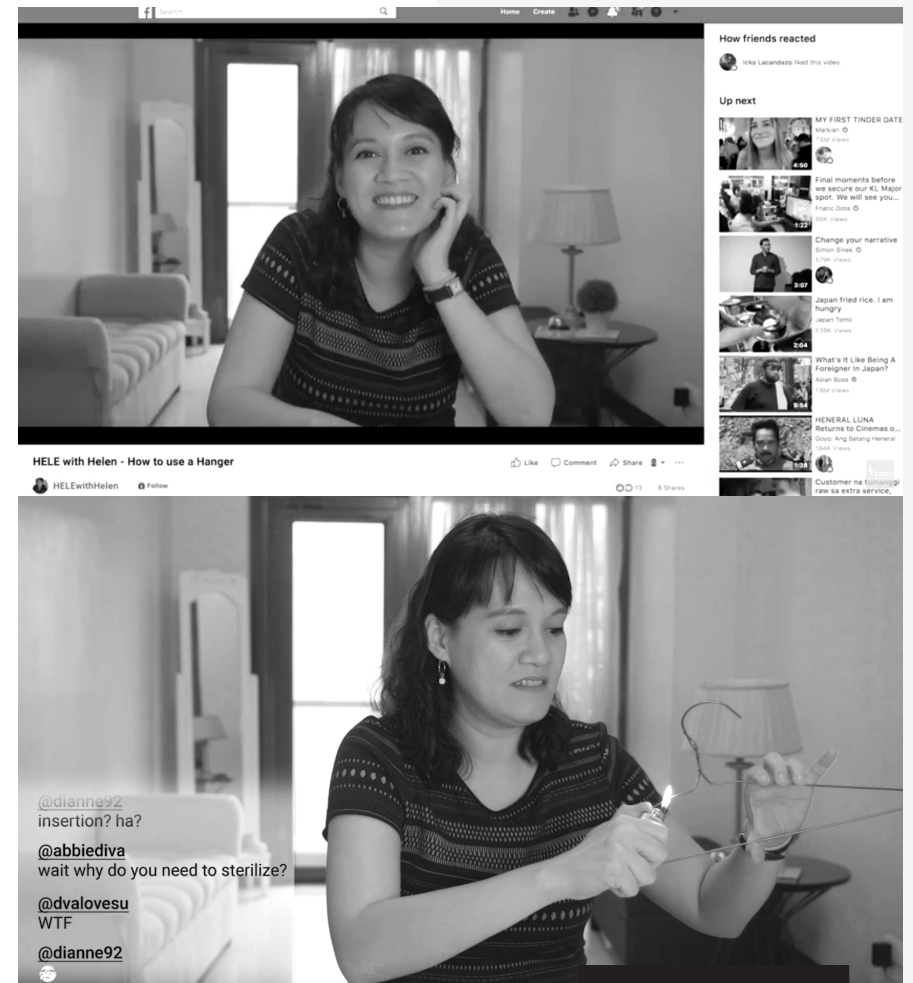 Search
Home Create
How friends reacted
Icko Lacandazo liked this video
Up next
MY FIRST TINDER DATE
Markian
7.5M Views
4:50
Final moments before
we secure our KL Major
spot. We will see you...
Fnatic Dota
86K Views
1:22
Change your narrative
Simon Sinek
579K Views
3:07
Japan fried rice. I am
hungry
Japan Tomo
539K Views
2:04
What's It Like Being A
Foreigner In Japan?
Asian Boss
1.6M Views
9:54
HENERAL LUNA
Returns to Cinemas o...
Goyo: Ang Batang Heneral
184K Views
1:28
Customer na tumanggi
raw sa extra service,
HELE with Helen - How to use a Hanger
Like Comment Share
HELEwithHelen Follow
13 8 Shares
@dianne92
insertion? ha?
@abbiediva
wait why do you need to sterilize?
@dvalovesu
WTF
@dianne92